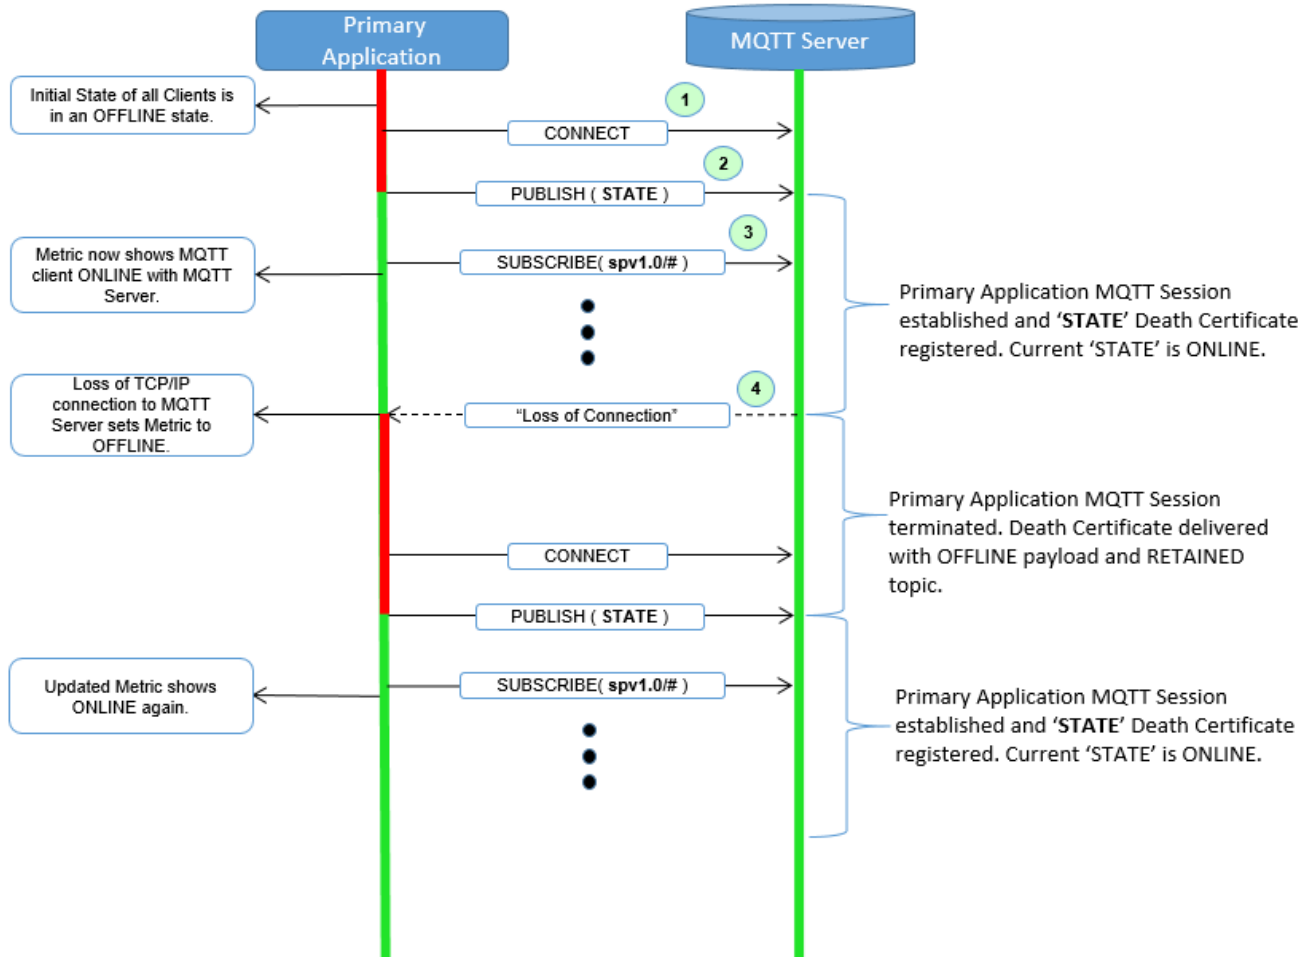 Primary
Application
MQTT Server
Initial State of all Clients is
in an OFFLINE state.
1
CONNECT
2
PUBLISH ( STATE )
3
Metric now shows MQTT
client ONLINE with MQTT
Server.
SUBSCRIBE( spv1.0/# )
Primary Application MQTT Session
established and ‘STATE’ Death Certificate
registered. Current ‘STATE’ is ONLINE.
Loss of TCP/IP
connection to MQTT
Server sets Metric to
OFFLINE.
4
“Loss of Connection”
Primary Application MQTT Session
terminated. Death Certificate delivered
with OFFLINE payload and RETAINED
topic.
CONNECT
PUBLISH ( STATE )
Updated Metric shows
ONLINE again.
SUBSCRIBE( spv1.0/# )
Primary Application MQTT Session
established and ‘STATE’ Death Certificate
registered. Current ‘STATE’ is ONLINE.